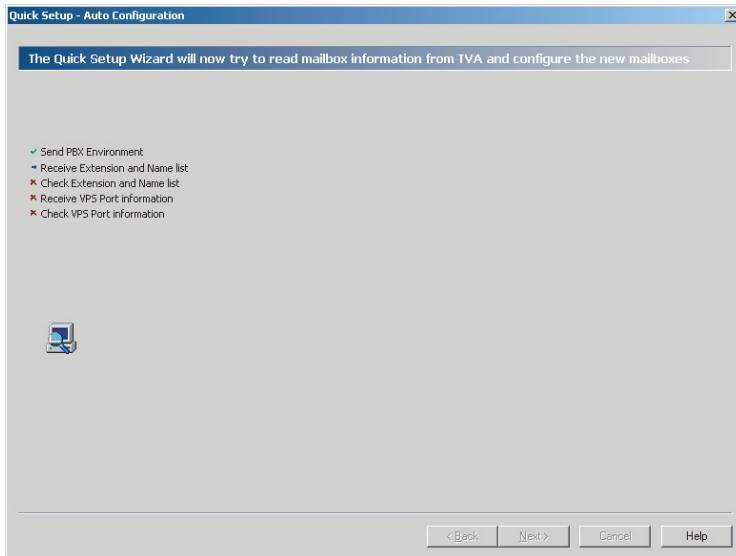 Quick Setup - Auto Configuration
The Quick Setup Wizard will now try to read mailbox information from TVA and configure the new mailboxes
Send PBX Environment
Receive Extension and Name list
Check Extension and Name list
Receive VPS Port information
Check VPS Port information
< Back Next > Cancel Help